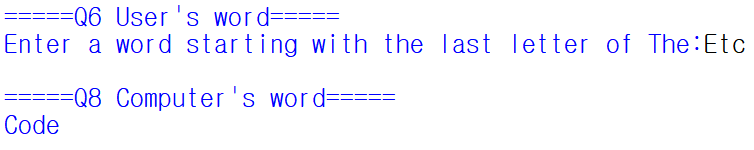 =====Q6 User's word=====
Enter a word starting with the last letter of The:Etc
=====Q8 Computer's word=====
Code